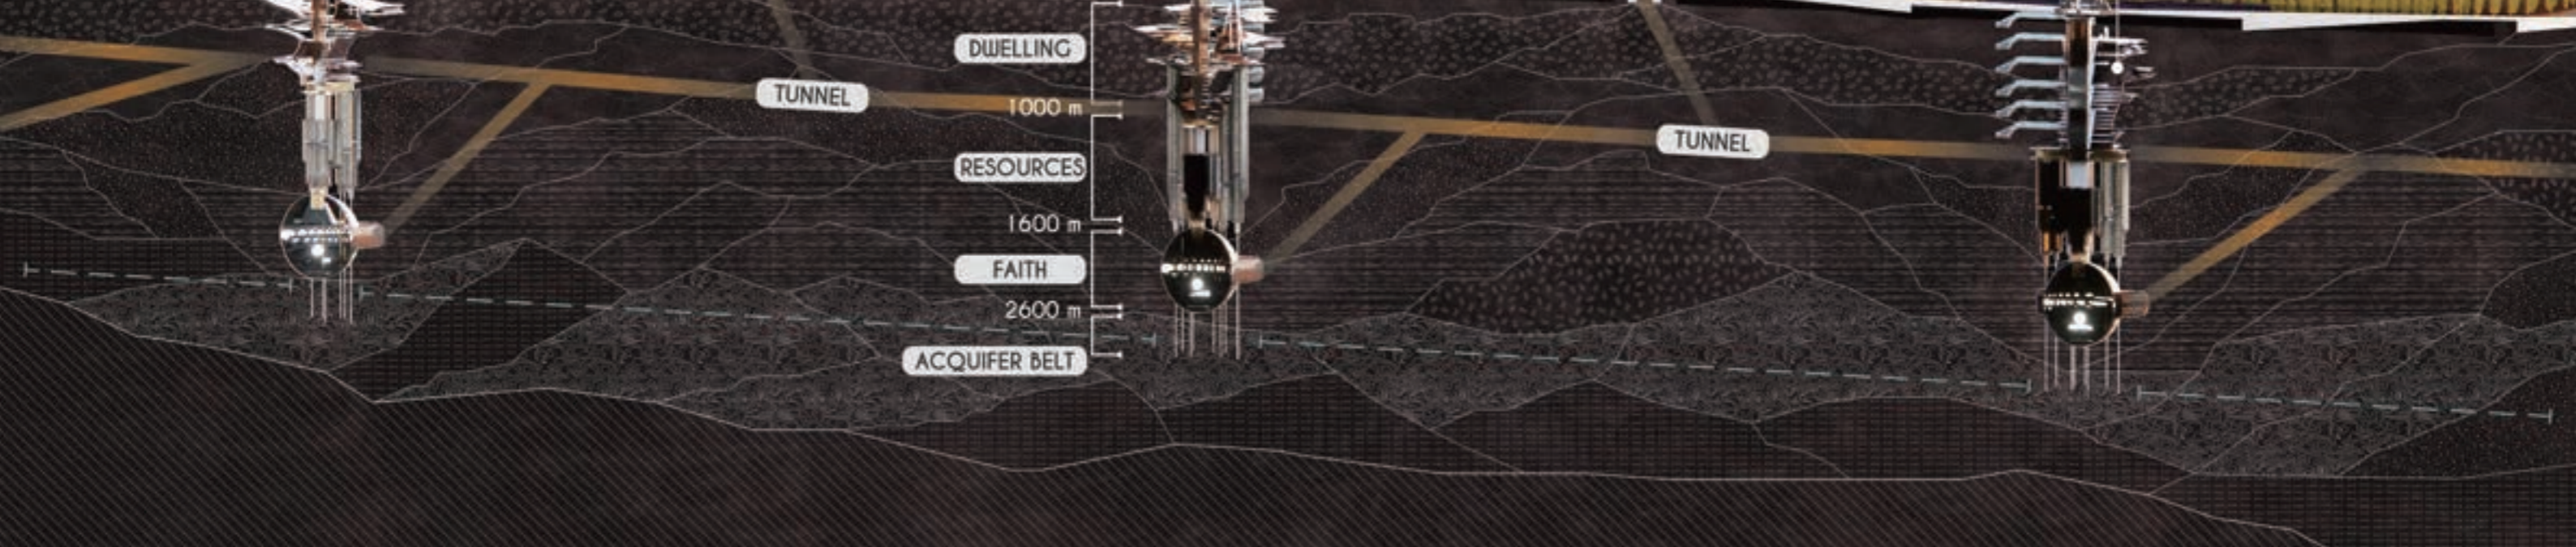 DWELLING
TUNNEL
1000 m
TUNNEL
RESOURCES
1600 m
FAITH
2600 m
ACQUIFER BELT